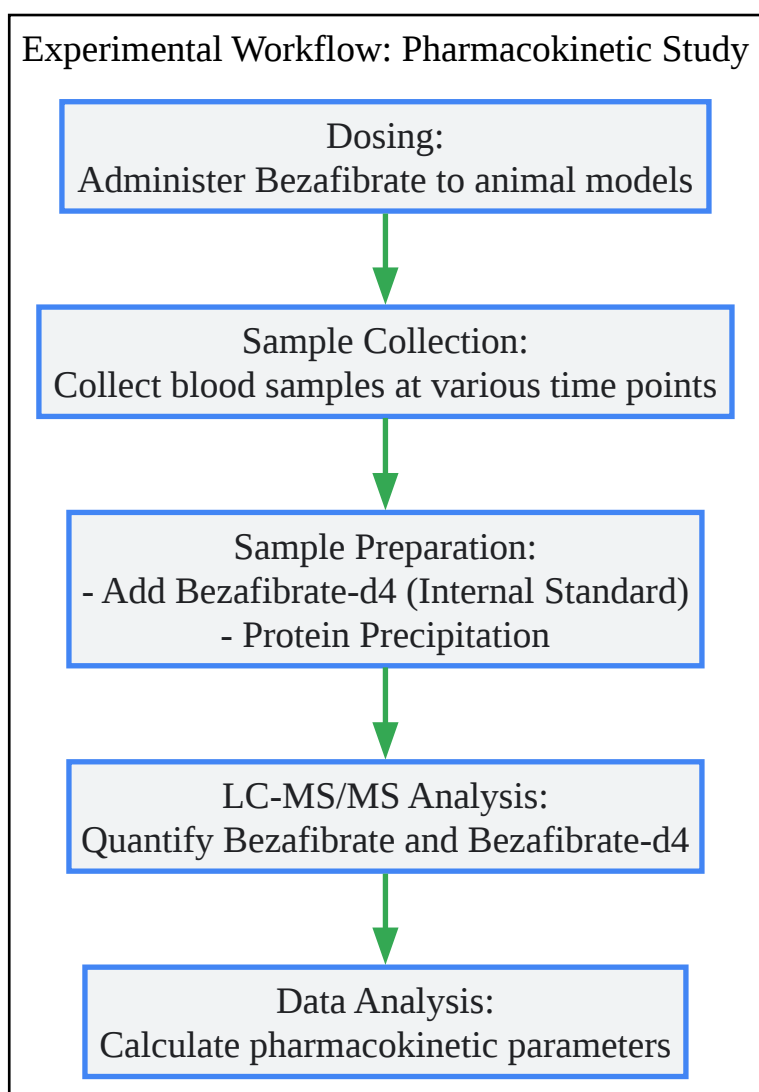 Experimental Workflow: Pharmacokinetic Study
Dosing:
Administer Bezafibrate to animal models
Sample Collection:
Collect blood samples at various time points
Sample Preparation:
- Add Bezafibrate-d4 (Internal Standard)
- Protein Precipitation
LC-MS/MS Analysis:
Quantify Bezafibrate and Bezafibrate-d4
Data Analysis:
Calculate pharmacokinetic parameters